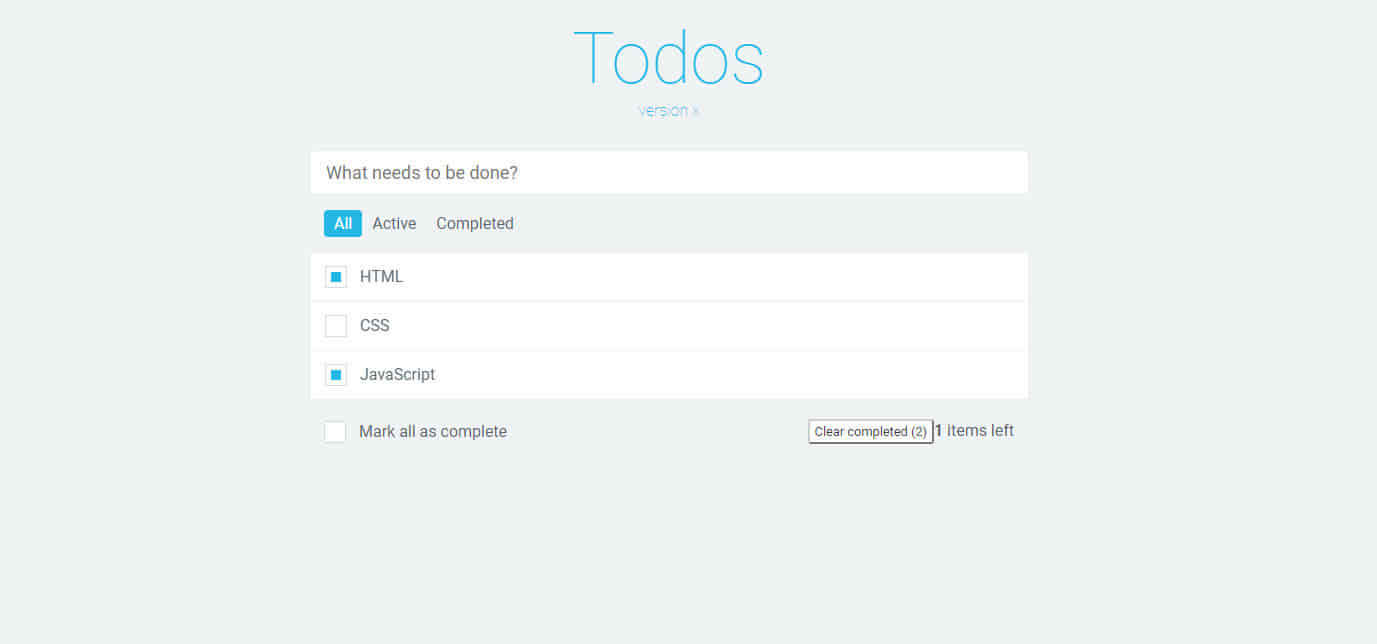 Todos
version x
What needs to be done?
All Active Completed
HTML
CSS
JavaScript
Mark all as complete Clear completed (2) 1 items left